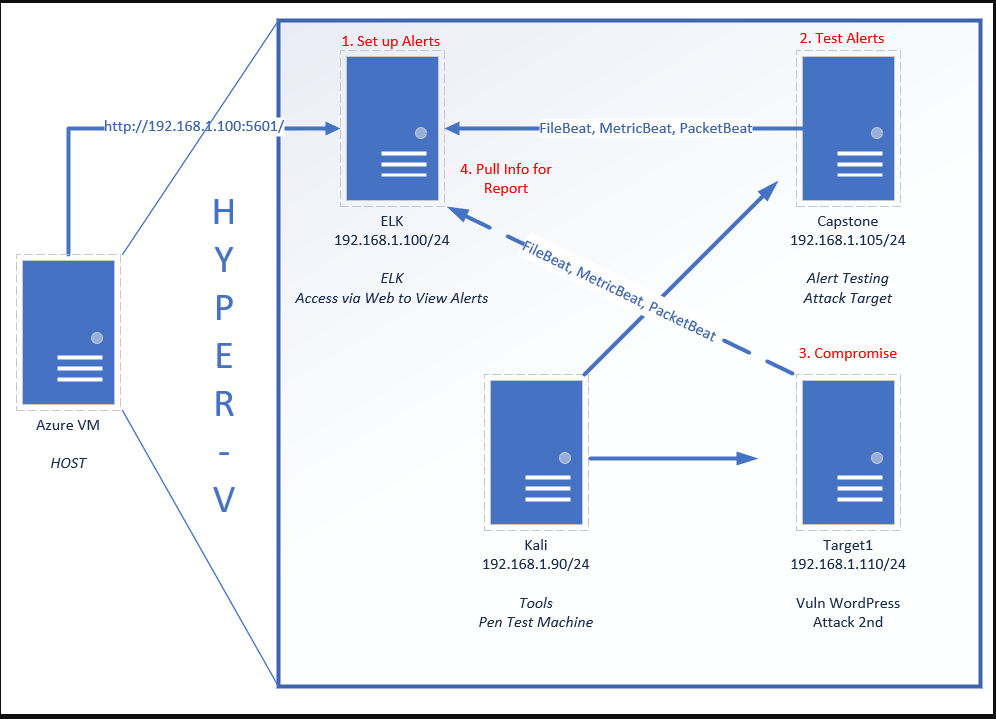 1. Set up Alerts
2. Test Alerts
http://192.168.1.100:5601/
FileBeat, MetricBeat, PacketBeat
4. Pull Info for
Report
ELK
192.168.1.100/24
ELK
Access via Web to View Alerts
Capstone
192.168.1.105/24
Alert Testing
Attack Target
H
Y
P
E
R
-
V
FileBeat, MetricBeat, PacketBeat
3. Compromise
Azure VM
HOST
Kali
192.168.1.90/24
Tools
Pen Test Machine
Target1
192.168.1.110/24
Vuln WordPress
Attack 2nd